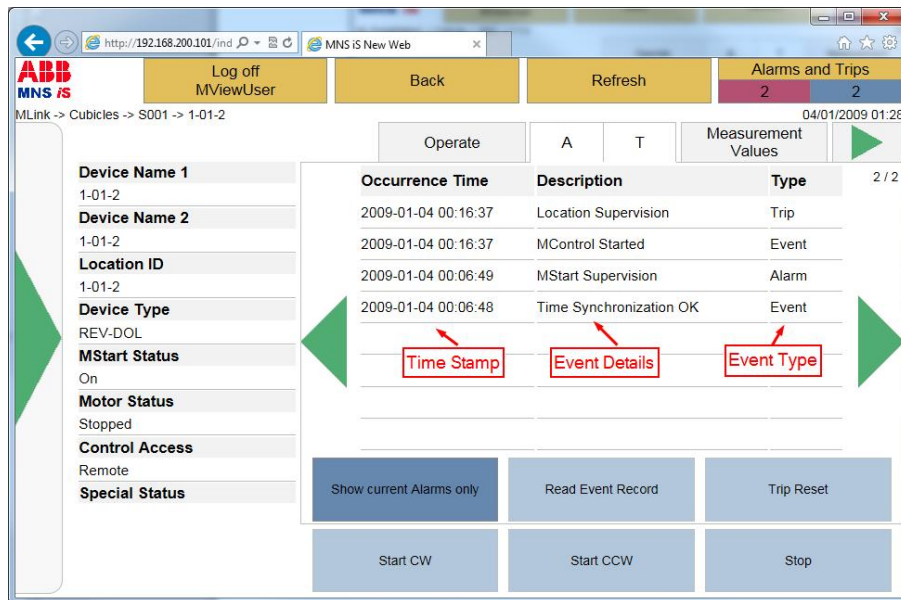 http://192.168.200.101/ind
MNS iS New Web
ABB
MNS iS
Log off
MViewUser
Back
Refresh
Alarms and Trips
2 2
MLink -> Cubicles -> S001 -> 1-01-2
04/01/2009 01:28
Operate
A
T
Measurement
Values
Device Name 1
1-01-2
Device Name 2
1-01-2
Location ID
1-01-2
Device Type
REV-DOL
MStart Status
On
Motor Status
Stopped
Control Access
Remote
Special Status
Occurrence Time Description Type
2 / 2
2009-01-04 00:16:37 Location Supervision Trip
2009-01-04 00:16:37 MControl Started Event
2009-01-04 00:06:49 MStart Supervision Alarm
2009-01-04 00:06:48 Time Synchronization OK Event
Time Stamp
Event Details
Event Type
Show current Alarms only
Read Event Record
Trip Reset
Start CW
Start CCW
Stop